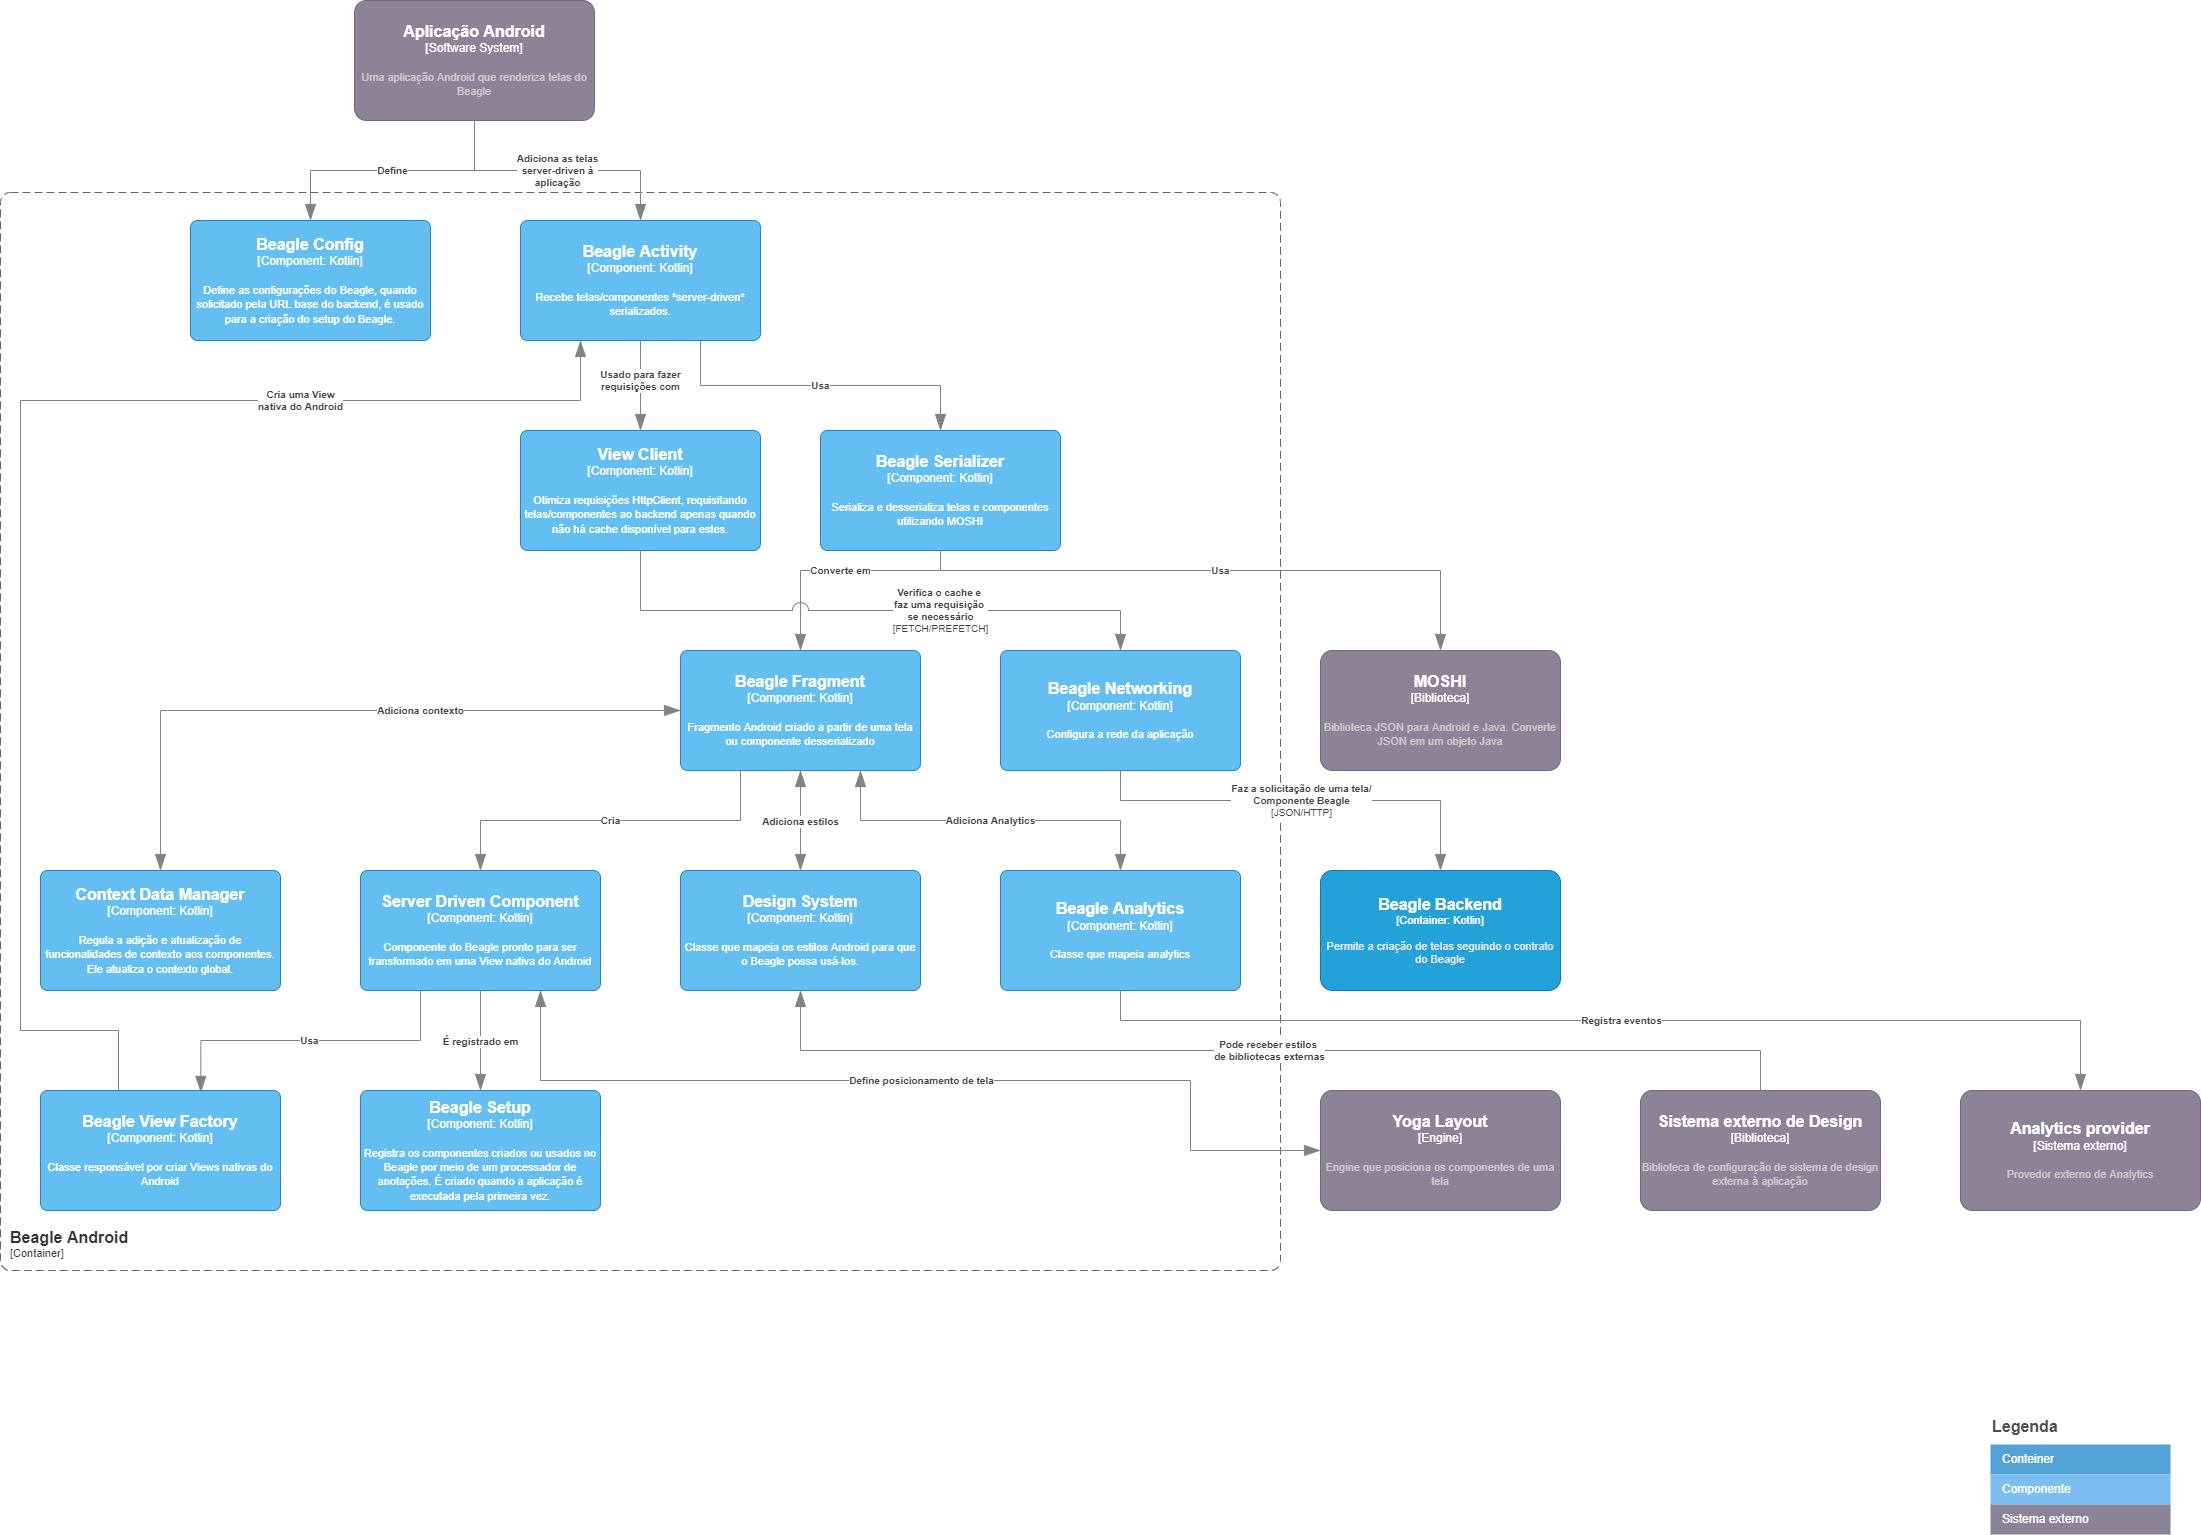 Aplicação Android
[Software System]
Uma aplicação Android que renderiza telas do
Beagle
Define
Adiciona as telas
server-driven à
aplicação
Beagle Config
[Component: Kotlin]
Define as configurações do Beagle, quando
solicitado pela URL base do backend, é usado
para a criação do setup do Beagle.
Beagle Activity
[Component: Kotlin]
Recebe telas/componentes *server-driven*
serializados.
Cria uma View
nativa do Android
Usado para fazer
requisições com
Usa
View Client
[Component: Kotlin]
Otimiza requisições HttpClient, requisitando
telas/componentes ao backend apenas quando
não há cache disponível para estes.
Beagle Serializer
[Component: Kotlin]
Serializa e desserializa telas e componentes
utilizando MOSHI
Converte em
Usa
Verifica o cache e
faz uma requisição
se necessário
[FETCH/PREFETCH]
Beagle Fragment
[Component: Kotlin]
Fragmento Android criado a partir de uma tela
ou componente desserializado
Beagle Networking
[Component: Kotlin]
Configura a rede da aplicação
MOSHI
[Biblioteca]
Biblioteca JSON para Android e Java. Converte
JSON em um objeto Java
Adiciona contexto
Cria
Adiciona estilos
Adiciona Analytics
Faz a solicitação de uma tela/
Componente Beagle
[JSON/HTTP]
Context Data Manager
[Component: Kotlin]
Regula a adição e atualização de
funcionalidades de contexto aos componentes.
Ele atualiza o contexto global.
Server Driven Component
[Component: Kotlin]
Componente do Beagle pronto para ser
transformado em uma View nativa do Android
Design System
[Component: Kotlin]
Classe que mapeia os estilos Android para que
o Beagle possa usá-los.
Beagle Analytics
[Component: Kotlin]
Classe que mapeia analytics
Beagle Backend
[Container: Kotlin]
Permite a criação de telas seguindo o contrato
do Beagle
Usa
É registrado em
Registra eventos
Pode receber estilos
de bibliotecas externas
Define posicionamento de tela
Beagle View Factory
[Component: Kotlin]
Classe responsável por criar Views nativas do
Android
Beagle Setup
[Component: Kotlin]
Registra os componentes criados ou usados no
Beagle por meio de um processador de
anotações. É criado quando a aplicação é
executada pela primeira vez.
Yoga Layout
[Engine]
Engine que posiciona os componentes de uma
tela
Sistema externo de Design
[Biblioteca]
Biblioteca de configuração de sistema de design
externa à aplicação
Analytics provider
[Sistema externo]
Provedor externo de Analytics
Beagle Android
[Container]
Legenda
Conteiner
Componente
Sistema externo